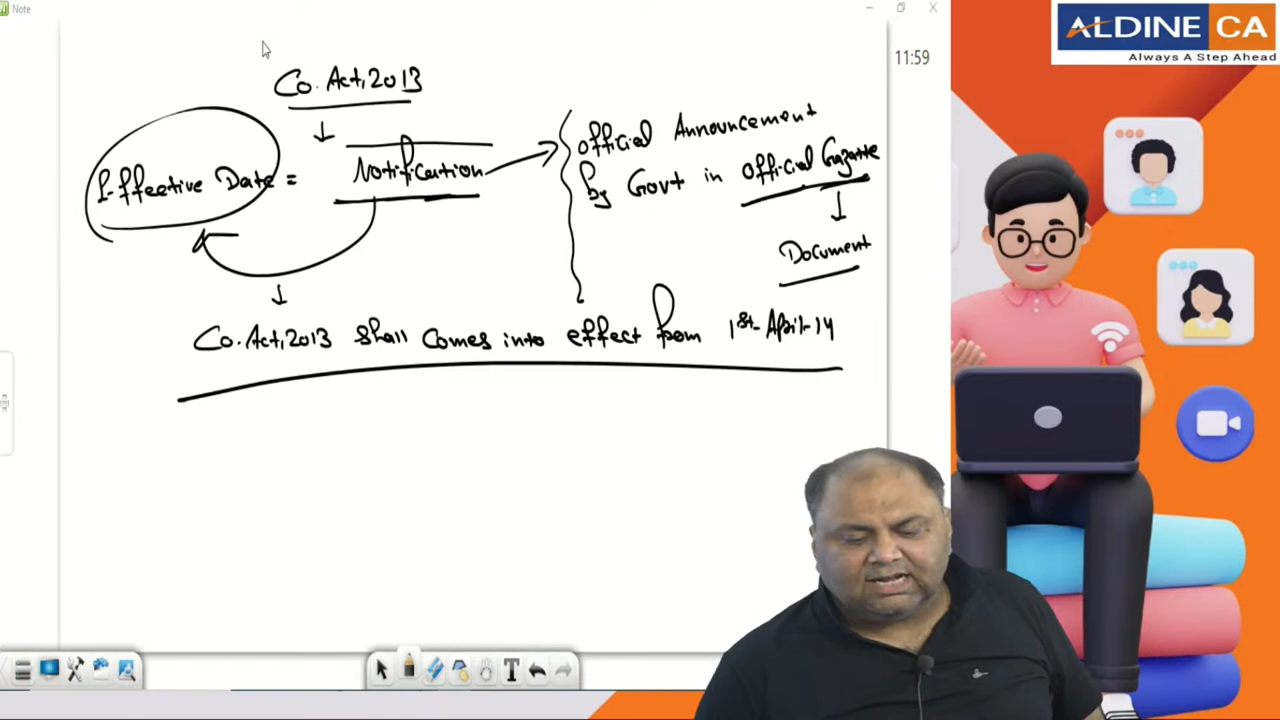 Note
ALDINE CA
Always A Step Ahead
11:59
Co. Act, 2013
Effective Date = Notification
Official Announcement
by Govt in Official Gazatte
Document
Co. Act, 2013 shall Comes into effect from 1st-April-14
T